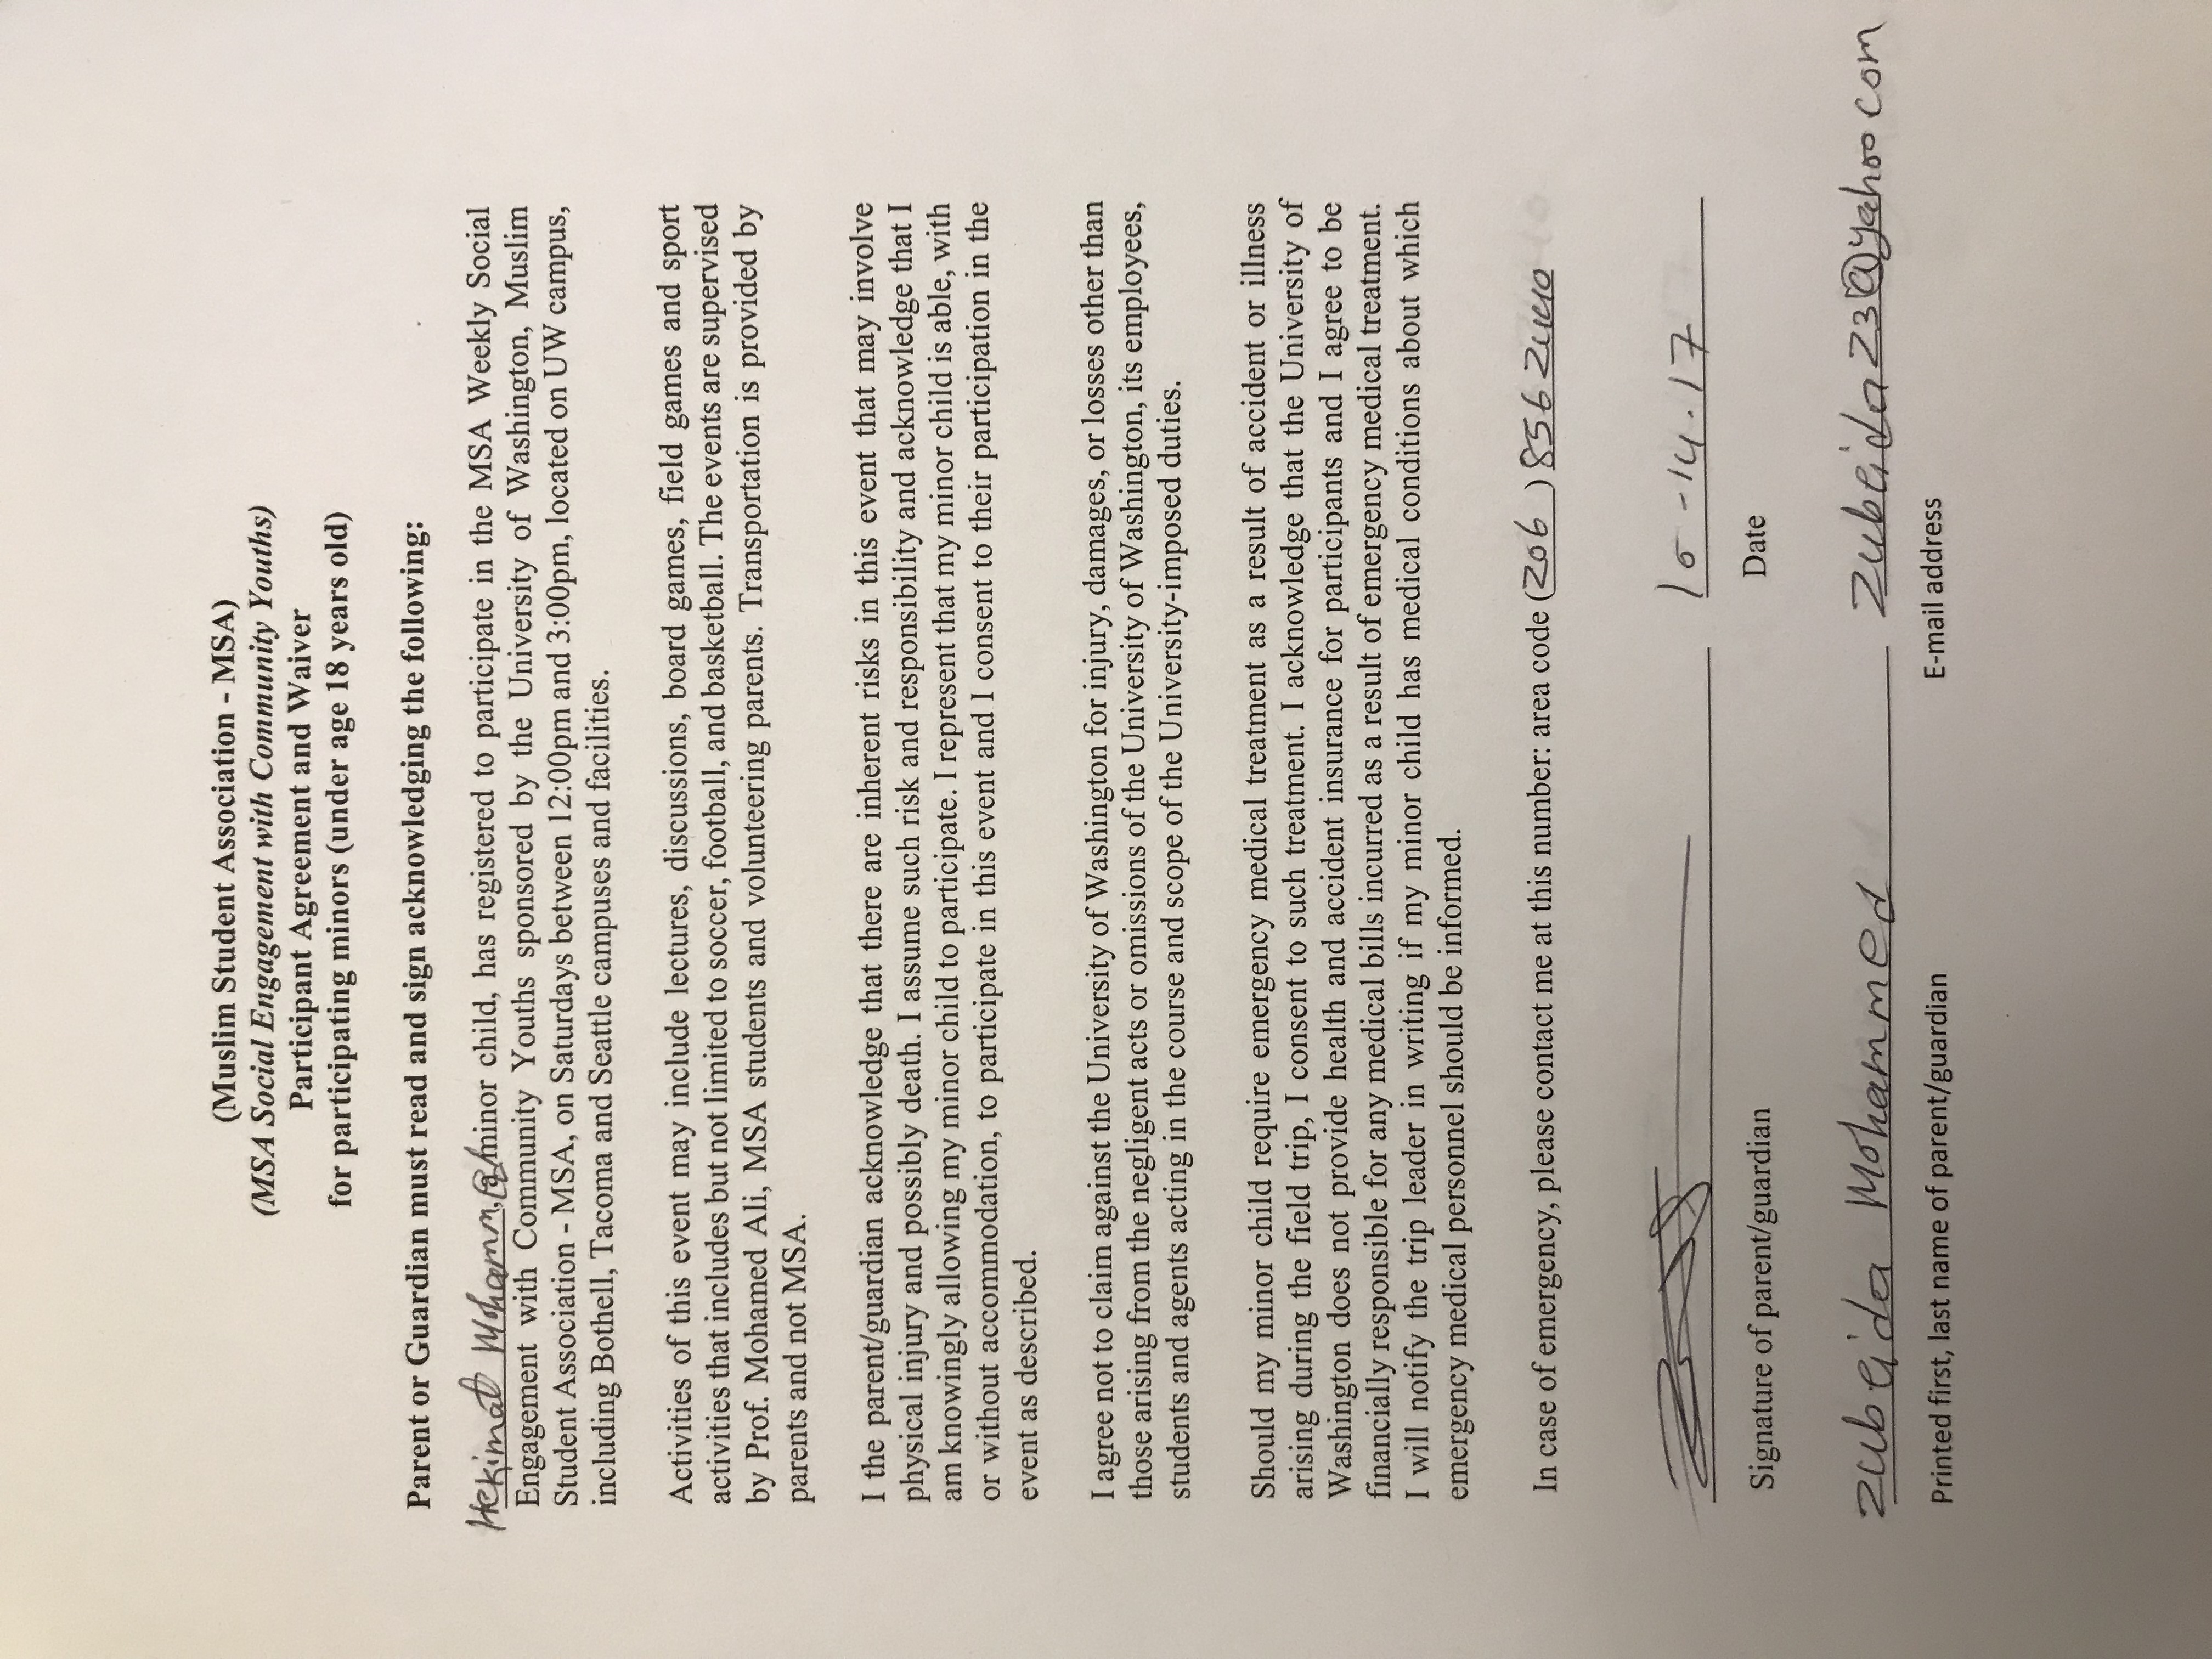 (Muslim Student Association - MSA)
(MSA Social Engagement with Community Youths)
Participant Agreement and Waiver
for participating minors (under age 18 years old)
Parent or Guardian must read and sign acknowledging the following:
Hekimat minor child, has registered to participate in the MSA Weekly Social
Engagement with Community Youths sponsored by the University of Washington, Muslim
Student Association - MSA, on Saturdays between 12:00pm and 3:00pm, located on UW campus,
including Bothell, Tacoma and Seattle campuses and facilities.
Activities of this event may include lectures, discussions, board games, field games and sport
activities that includes but not limited to soccer, football, and basketball. The events are supervised
by Prof. Mohamed Ali, MSA students and volunteering parents. Transportation is provided by
parents and not MSA.
I the parent/guardian acknowledge that there are inherent risks in this event that may involve
physical injury and possibly death. I assume such risk and responsibility and acknowledge that I
am knowingly allowing my minor child to participate. I represent that my minor child is able, with
or without accommodation, to participate in this event and I consent to their participation in the
event as described.
I agree not to claim against the University of Washington for injury, damages, or losses other than
those arising from the negligent acts or omissions of the University of Washington, its employees,
students and agents acting in the course and scope of the University-imposed duties.
Should my minor child require emergency medical treatment as a result of accident or illness
arising during the field trip, I consent to such treatment. I acknowledge that the University of
Washington does not provide health and accident insurance for participants and I agree to be
financially responsible for any medical bills incurred as a result of emergency medical treatment.
I will notify the trip leader in writing if my minor child has medical conditions about which
emergency medical personnel should be informed.
In case of emergency, please contact me at this number: area code (206) 856 2440
10-14.17
Signature of parent/guardian Date
zubeida Mohammed zubeida23@yahoo com
Printed first, last name of parent/guardian E-mail address